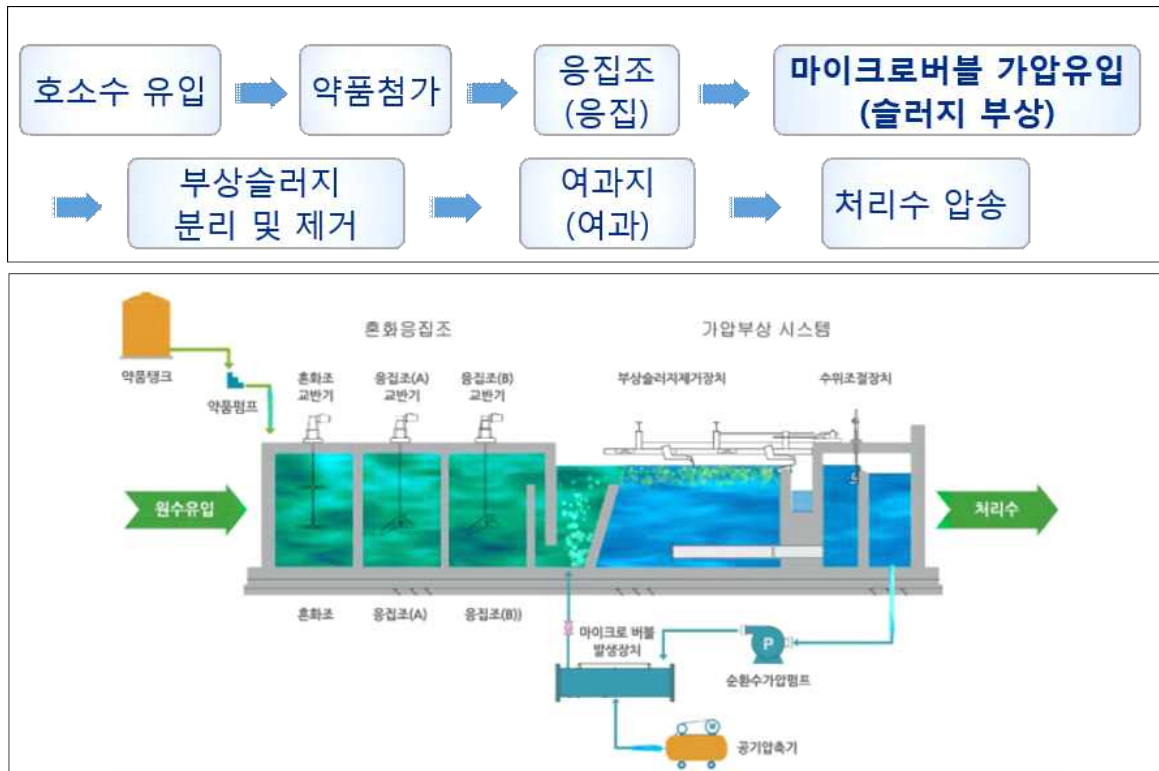 호소수 유입
약품첨가
응집조
(응집)
마이크로버블 가압유입
(슬러지 부상)
부상슬러지
분리 및 제거
여과지
(여과)
처리수 압송
혼화응집조
가압부상 시스템
약품탱크
약품펌프
혼화조
교반기
응집조(A)
교반기
응집조(B)
교반기
부상슬러지제거장치
수위조절장치
원수유입
처리수
혼화조
응집조(A)
응집조(B))
마이크로 버블
발생장치
P
순환수가압펌프
공기압축기